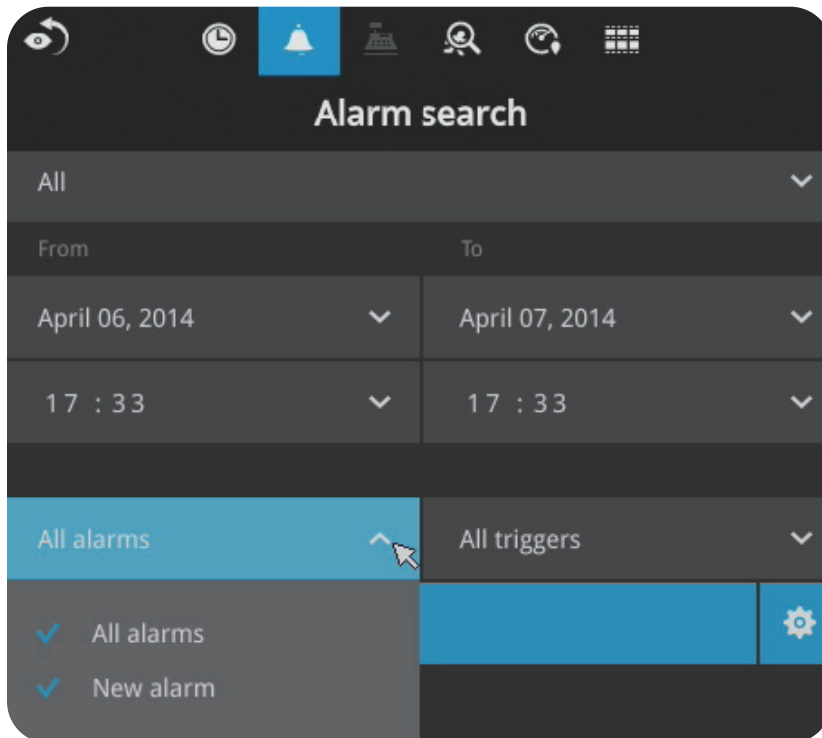 Alarm search
All
From To
April 06, 2014 April 07, 2014
17 : 33 17 : 33
All alarms All triggers
All alarms
New alarm